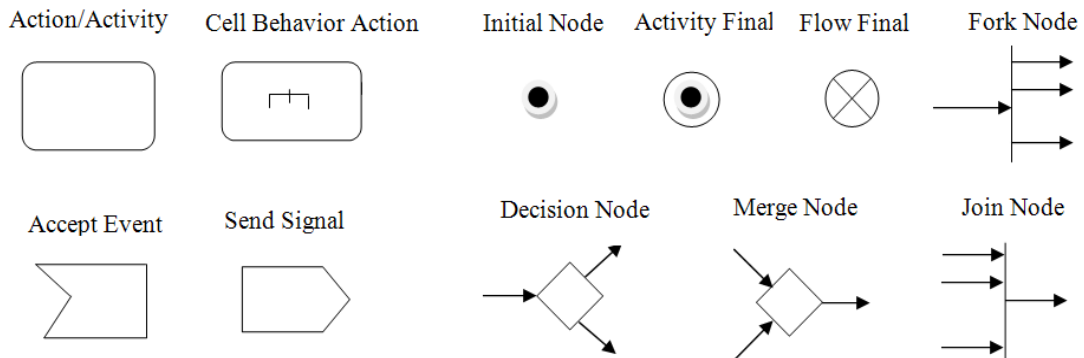 Action/Activity
Cell Behavior Action
Initial Node
Activity Final
Flow Final
Fork Node
Accept Event
Send Signal
Decision Node
Merge Node
Join Node